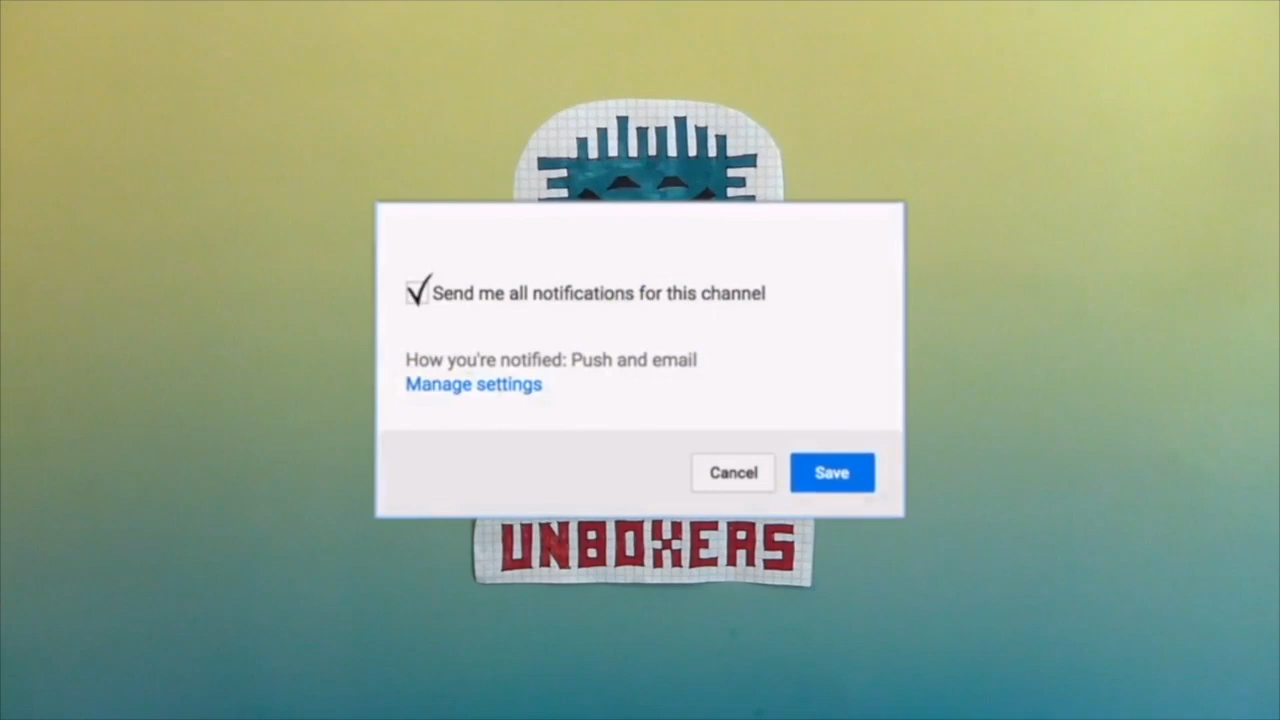 Send me all notifications for this channel
How you're notified: Push and email
Manage settings
Cancel
Save
UNBOXERS